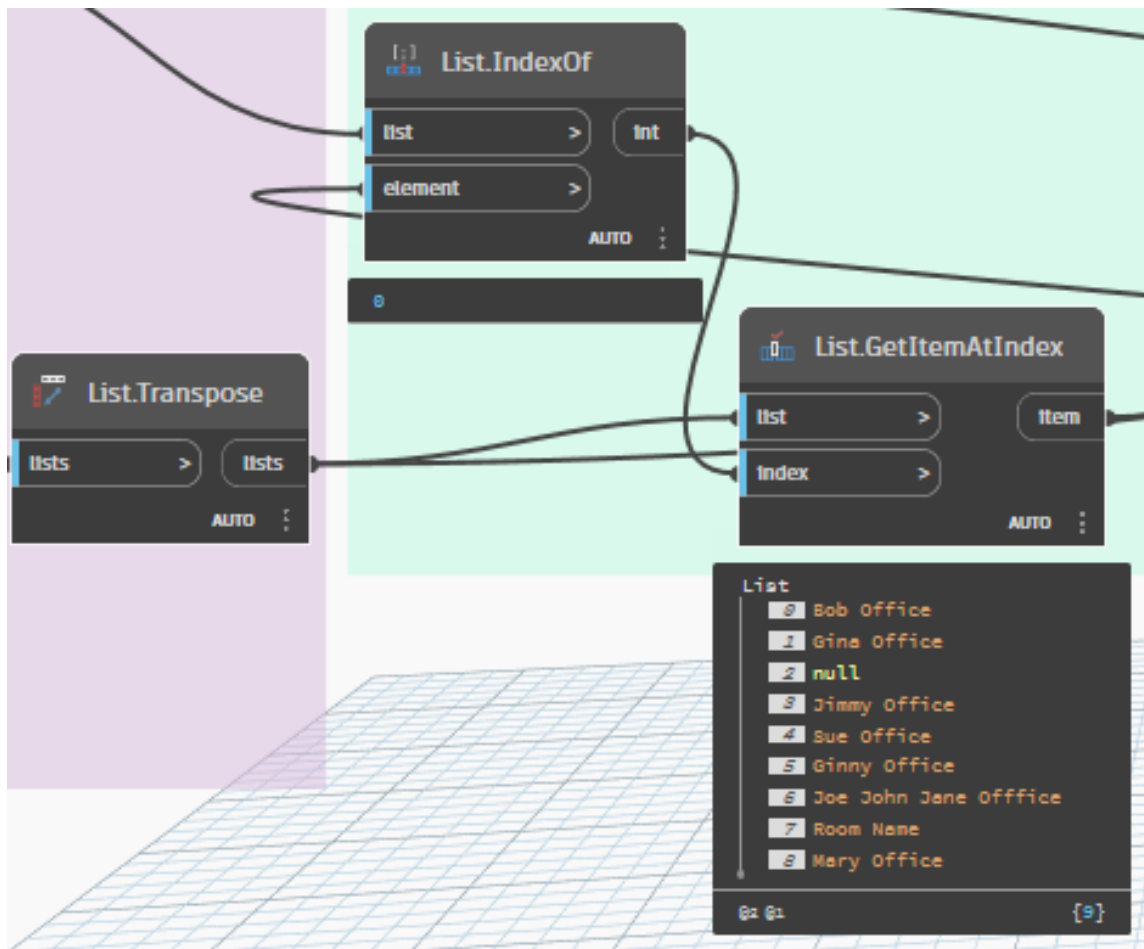 List.IndexOf
list >
int
element >
AUTO
0
List.Transpose
lists >
lists
AUTO
List.GetItemAtIndex
list >
item
index >
AUTO
List
0 Bob Office
1 Gina Office
2 null
3 Jimmy Office
4 Sue Office
5 Ginny Office
6 Joe John Jane Offfice
7 Room Name
8 Mary Office
@2 @1
{9}